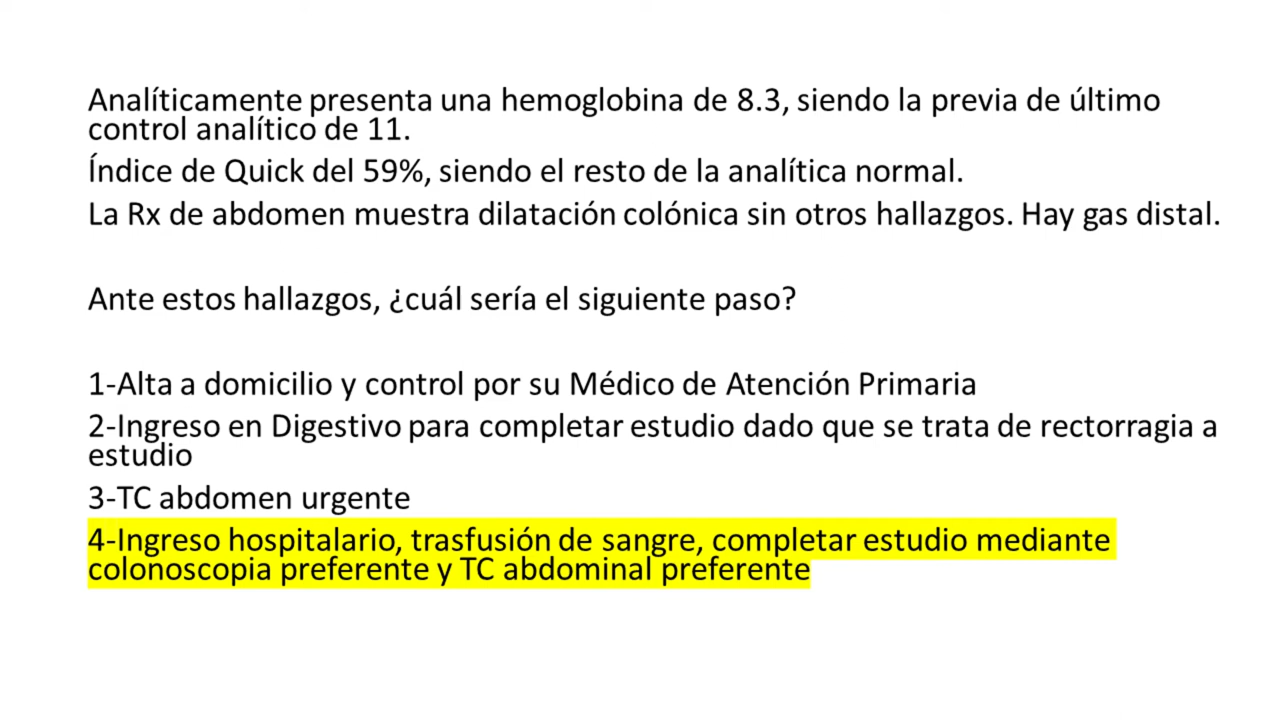 Analíticamente presenta una hemoglobina de 8.3, siendo la previa de último
control analítico de 11.
Índice de Quick del 59%, siendo el resto de la analítica normal.
La Rx de abdomen muestra dilatación colónica sin otros hallazgos. Hay gas distal.
Ante estos hallazgos, ¿cuál sería el siguiente paso?
1-Alta a domicilio y control por su Médico de Atención Primaria
2-Ingreso en Digestivo para completar estudio dado que se trata de rectorragia a
estudio
3-TC abdomen urgente
4-Ingreso hospitalario, trasfusión de sangre, completar estudio mediante
colonoscopia preferente y TC abdominal preferente